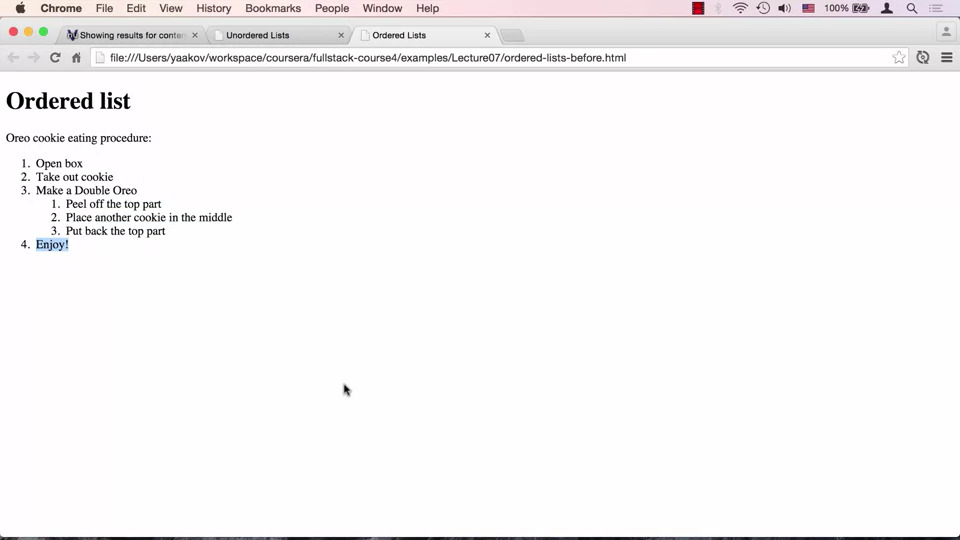 Chrome File Edit View History Bookmarks People Window Help 100%
Showing results for conten Unordered Lists Ordered Lists
file:///Users/yaakov/workspace/coursera/fullstack-course4/examples/Lecture07/ordered-lists-before.html
Ordered list
Oreo cookie eating procedure:
1. Open box
2. Take out cookie
3. Make a Double Oreo
1. Peel off the top part
2. Place another cookie in the middle
3. Put back the top part
4. Enjoy!